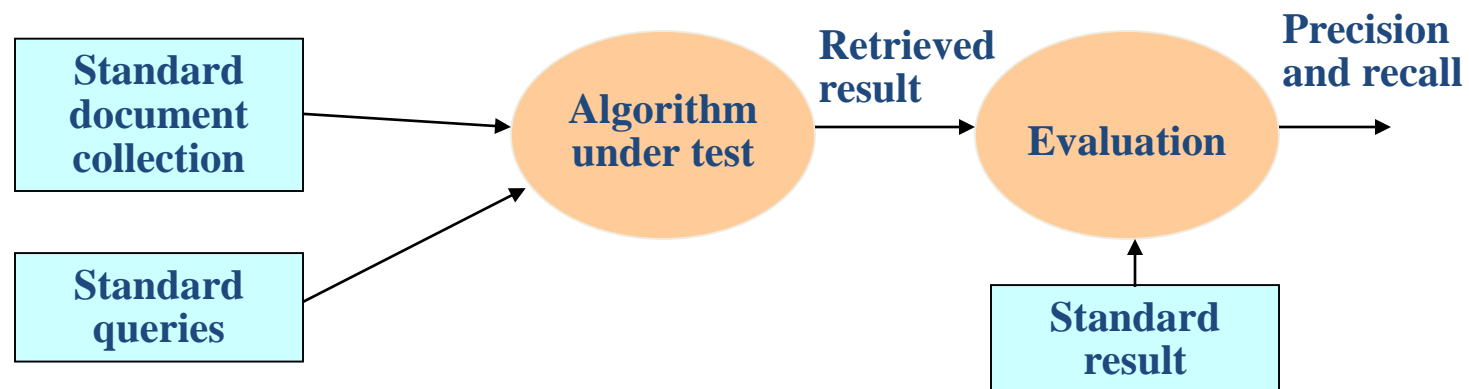 Standard
document
collection
Algorithm
under test
Retrieved
result
Evaluation
Precision
and recall
Standard
queries
Standard
result